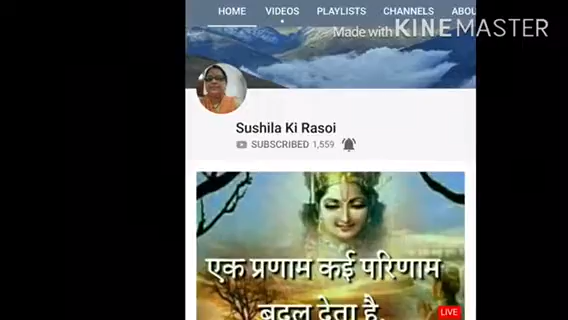 HOME VIDEOS PLAYLISTS CHANNELS ABOU
Made with KINEMASTER
Sushila Ki Rasoi
SUBSCRIBED 1,559
एक प्रणाम कई परिणाम
बदल देता है.
LIVE